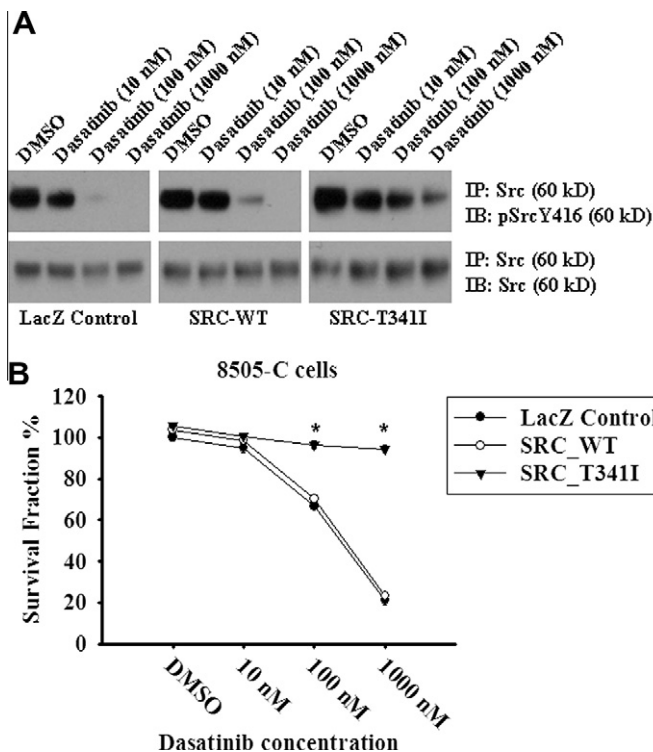 A
DMSO
Dasatinib (10 nM)
Dasatinib (100 nM)
Dasatinib (1000 nM)
DMSO
Dasatinib (10 nM)
Dasatinib (100 nM)
Dasatinib (1000 nM)
DMSO
Dasatinib (10 nM)
Dasatinib (100 nM)
Dasatinib (1000 nM)
IP: Src (60 kD)
IB: pSrcY416 (60 kD)
IP: Src (60 kD)
IB: Src (60 kD)
LacZ Control SRC-WT SRC-T341I
B
8505-C cells
120
100
80
60
40
20
0
Survival Fraction %
* *
LacZ Control
SRC_WT
SRC_T341I
DMSO
10 nM
100 nM
1000 nM
Dasatinib concentration